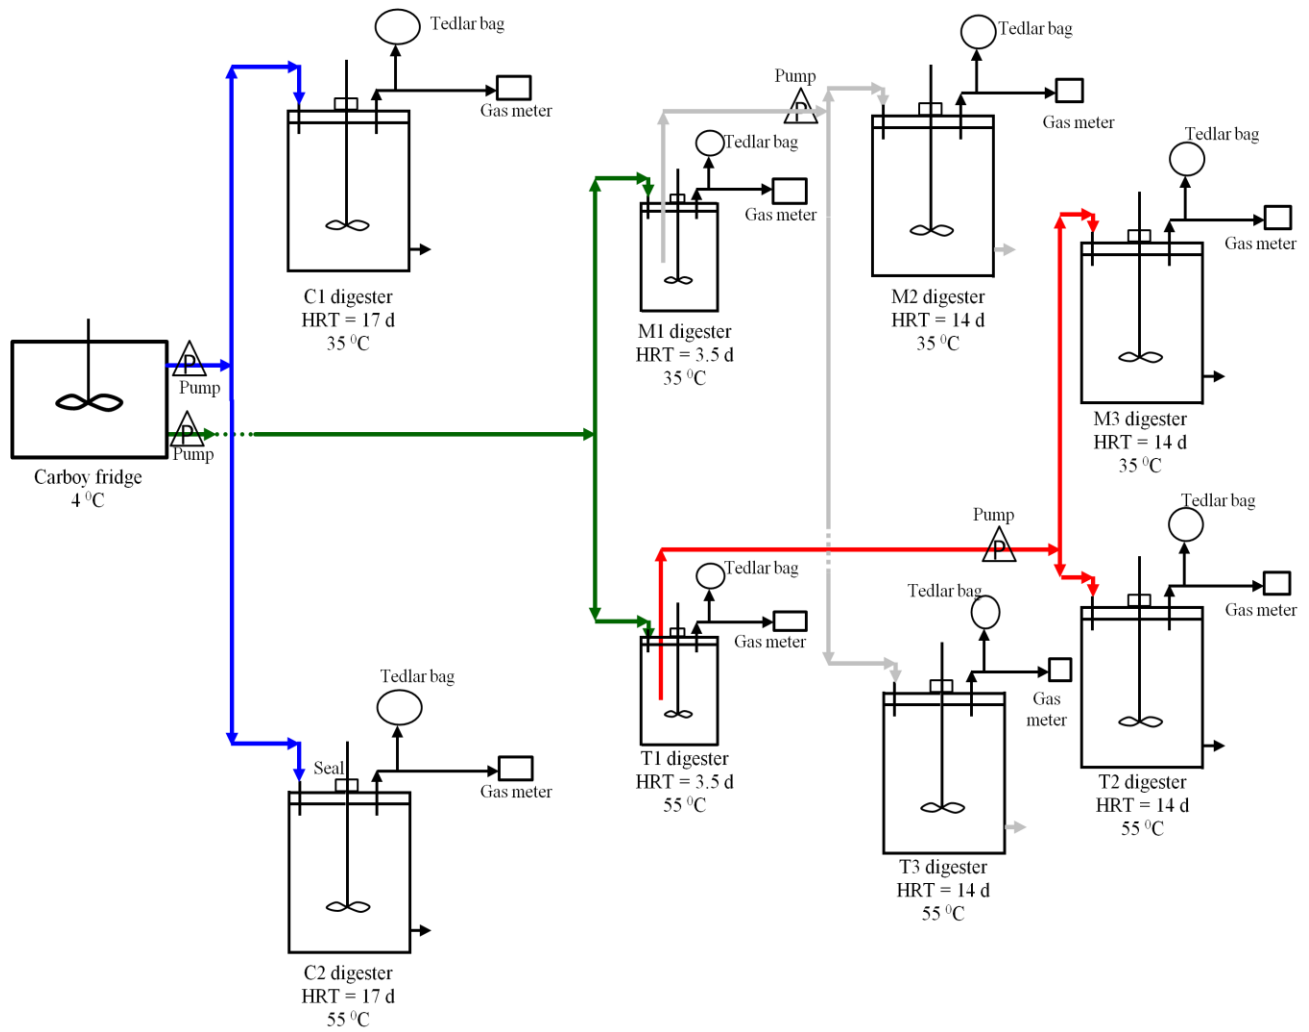 Tedlar bag
Gas meter
C1 digester
HRT = 17 d
35 ⁰C
Pump
P
Tedlar bag
Gas meter
M2 digester
HRT = 14 d
35 ⁰C
Tedlar bag
Gas meter
M1 digester
HRT = 3.5 d
35 ⁰C
Tedlar bag
Gas meter
M3 digester
HRT = 14 d
35 ⁰C
P
Pump
P
Pump
Carboy fridge
4 ⁰C
Pump
P
Tedlar bag
Gas meter
T1 digester
HRT = 3.5 d
55 ⁰C
Tedlar bag
Gas meter
T2 digester
HRT = 14 d
55 ⁰C
Tedlar bag
Gas
meter
T3 digester
HRT = 14 d
55 ⁰C
Tedlar bag
Seal
Gas meter
C2 digester
HRT = 17 d
55 ⁰C